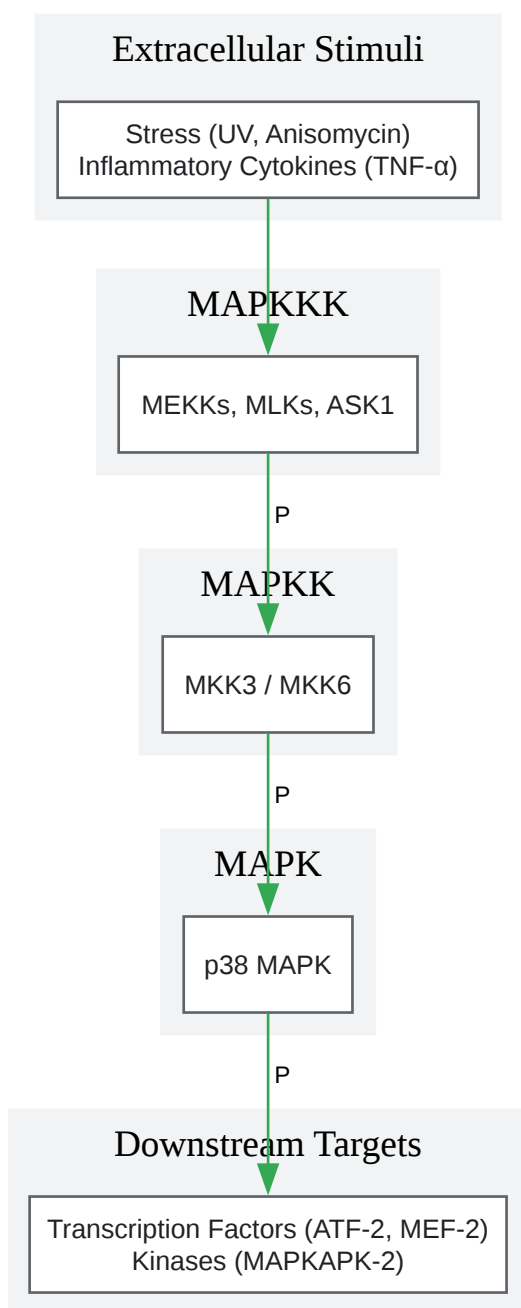 Extracellular Stimuli
Stress (UV, Anisomycin)
Inflammatory Cytokines (TNF-α)
MAPKKK
MEKKs, MLKs, ASK1
P
MAPKK
MKK3 / MKK6
P
MAPK
p38 MAPK
P
Downstream Targets
Transcription Factors (ATF-2, MEF-2)
Kinases (MAPKAPK-2)